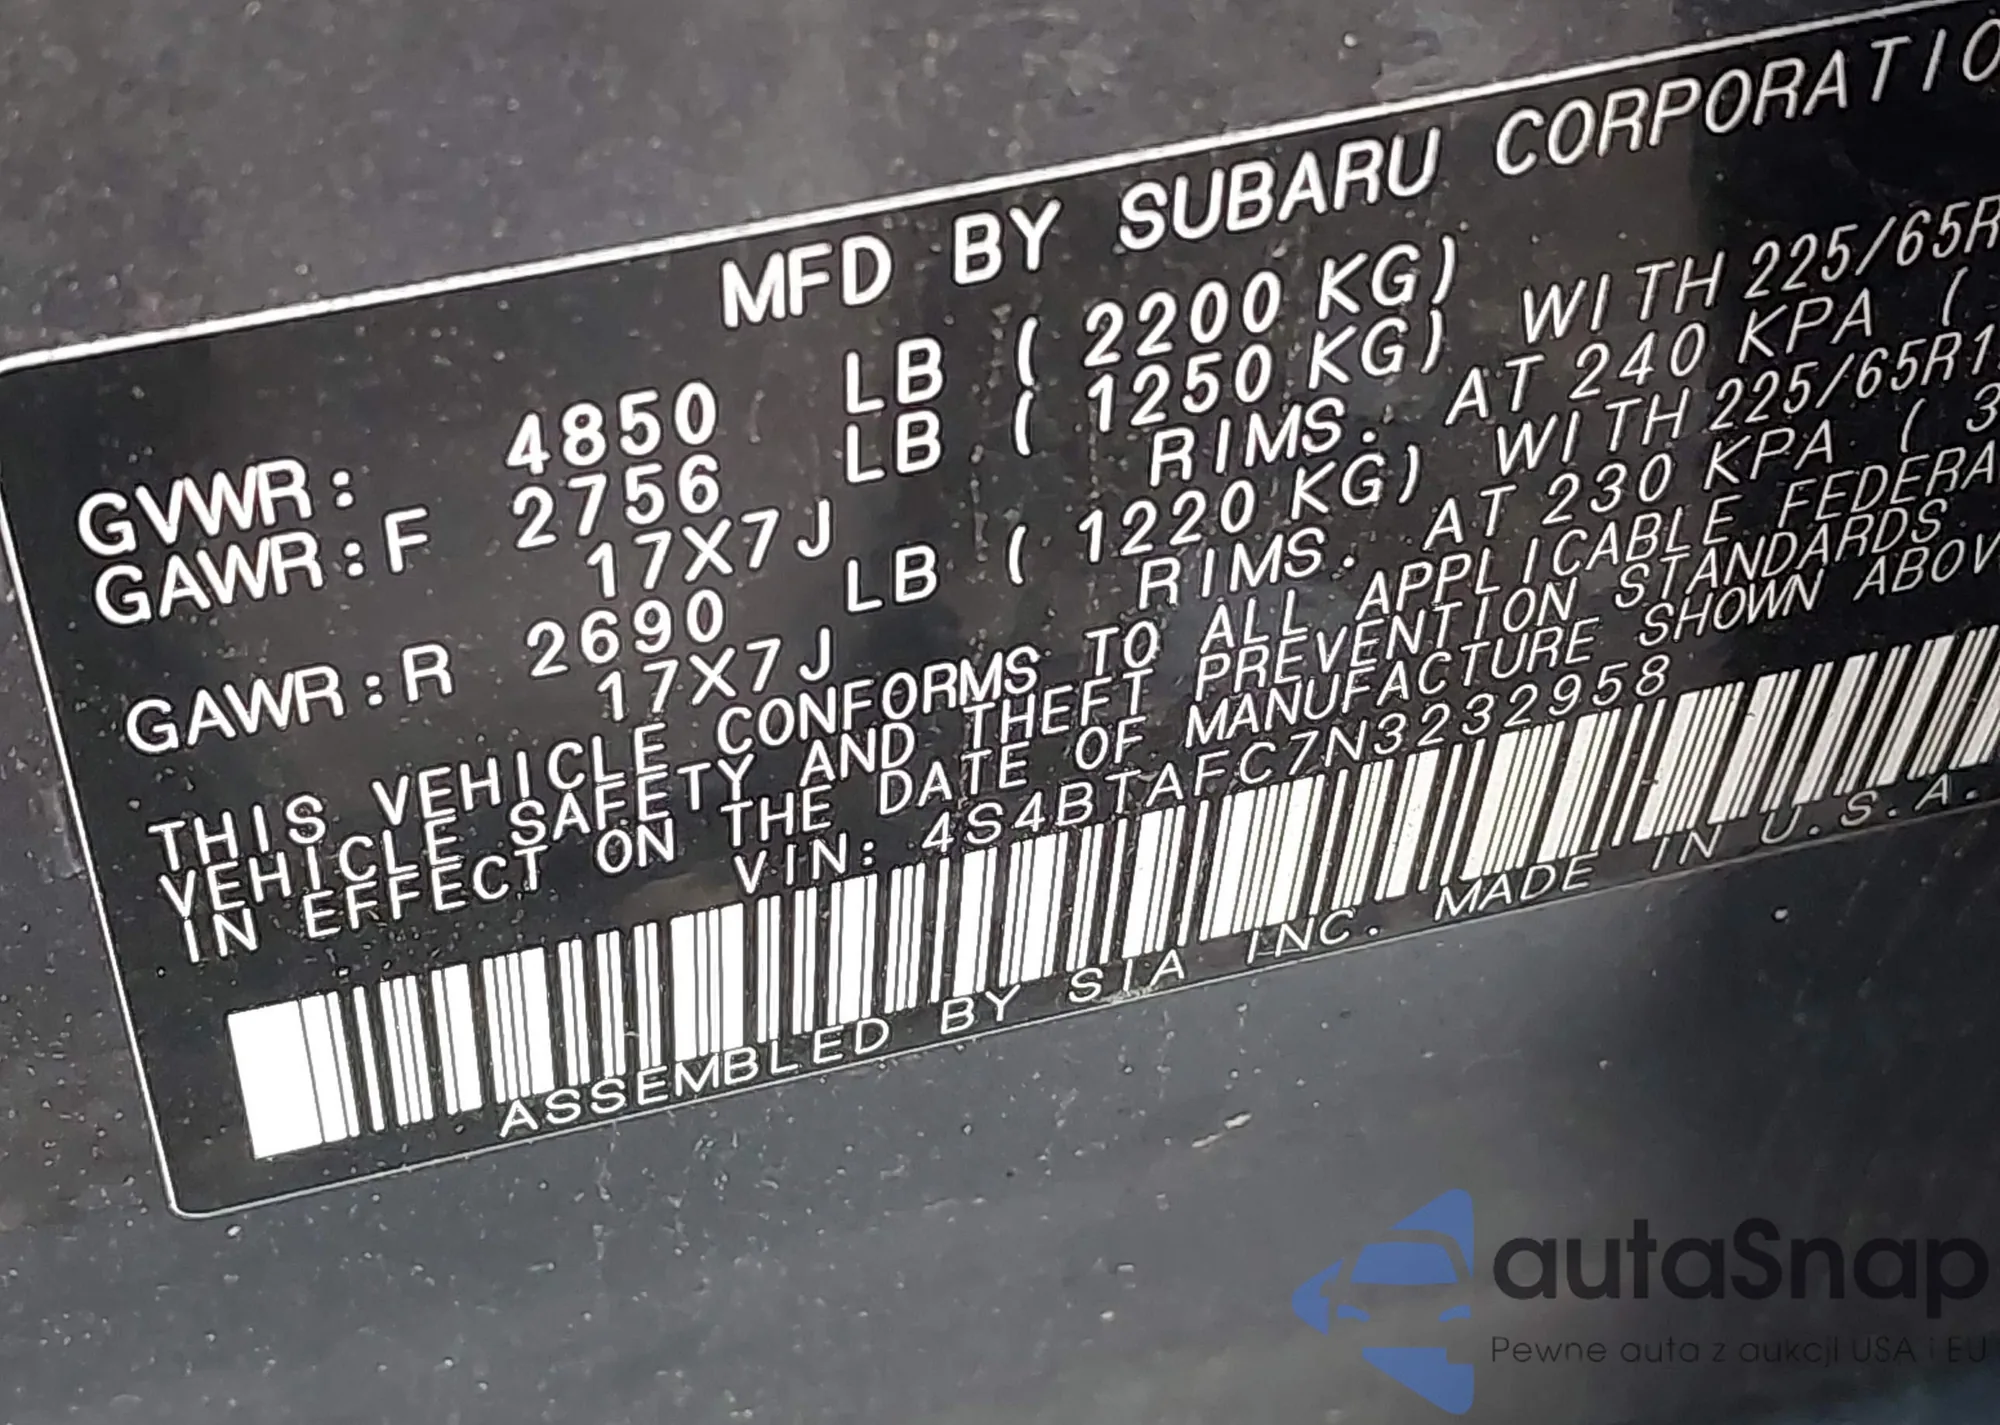 MFD BY SUBARU CORPORATIO
GVWR: 4850 LB ( 2200 KG)
GAWR:F 2756 LB ( 1250 KG) WITH 225/65R
17X7J RIMS. AT 240 KPA (
GAWR:R 2690 LB ( 1220 KG) WITH 225/65R1
17X7J RIMS. AT 230 KPA ( 3
THIS VEHICLE CONFORMS TO ALL APPLICABLE FEDERA
VEHICLE SAFETY AND THEFT PREVENTION STANDARDS
IN EFFECT ON THE DATE OF MANUFACTURE SHOWN ABOV
VIN: 4S4BTAFC7N3232958
ASSEMBLED BY SIA INC. MADE IN U.S.A.
autaSnap
Pewne auta z aukcji USA i EU